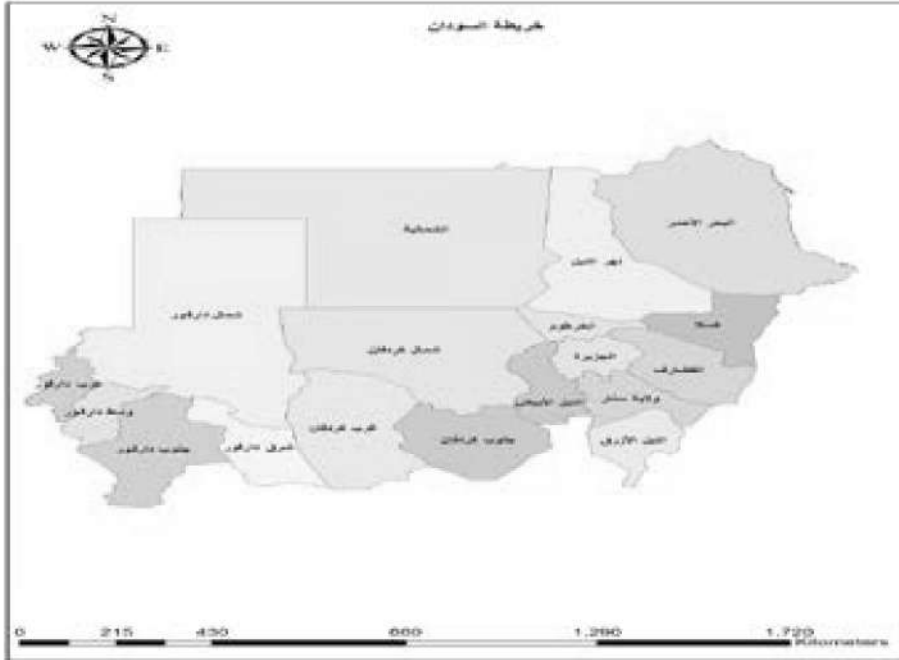 خريطة السودان
N
W E
S
البحر الأحمر
الشمالية
نهر النيل
شمال دارفور
كسلا
الخرطوم
شمال كردفان
الجزيرة
القضارف
غرب دارفور
ولاية سنار
النيل الأبيض
وسط دارفور
غرب كردفان
جنوب كردفان
النيل الأزرق
شرق دارفور
جنوب دارفور
0 215 430 860 1.290 1.720
Kilometers